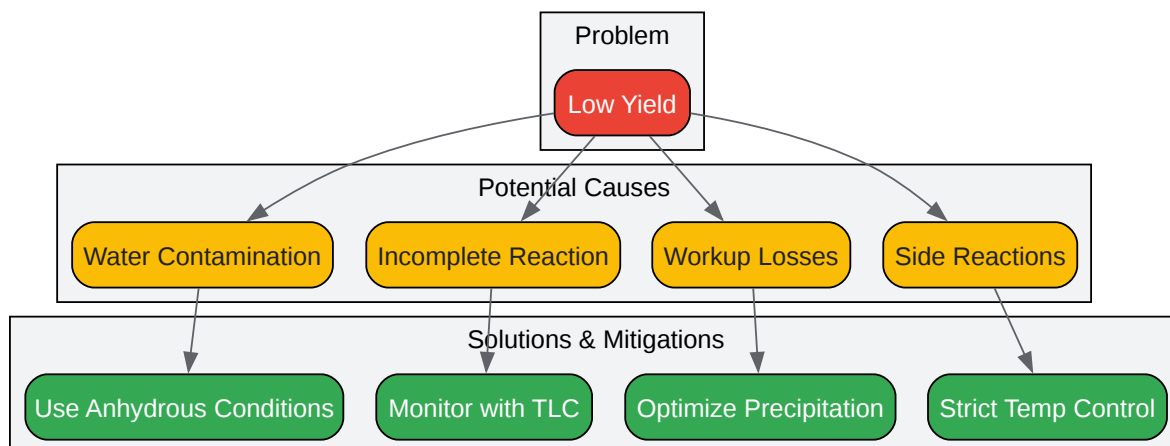 Problem
Low Yield
Potential Causes
Water Contamination
Incomplete Reaction
Workup Losses
Side Reactions
Solutions & Mitigations
Use Anhydrous Conditions
Monitor with TLC
Optimize Precipitation
Strict Temp Control